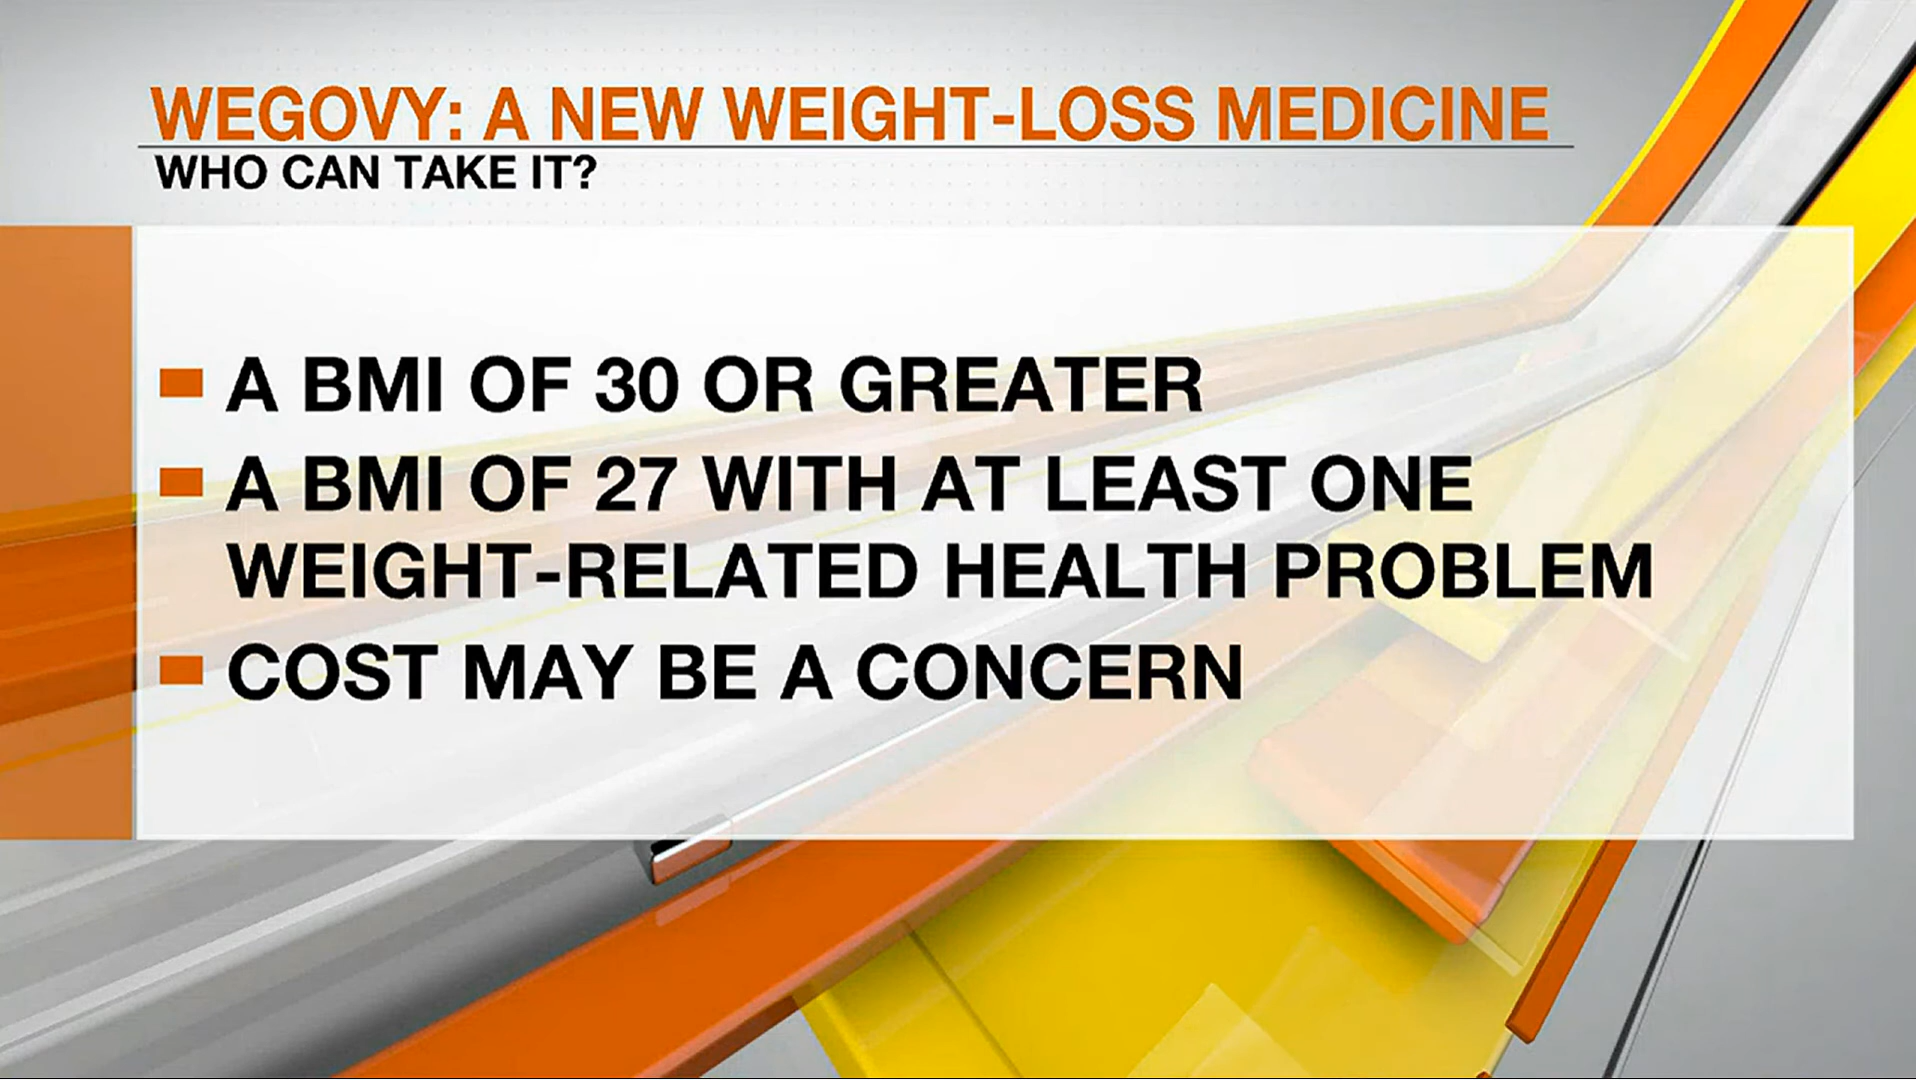 WEGOVY: A NEW WEIGHT-LOSS MEDICINE
WHO CAN TAKE IT?
A BMI OF 30 OR GREATER
A BMI OF 27 WITH AT LEAST ONE
WEIGHT-RELATED HEALTH PROBLEM
COST MAY BE A CONCERN